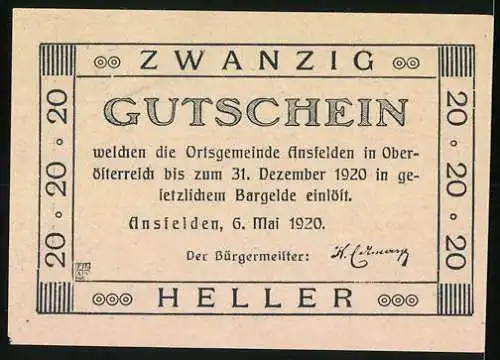 ZWANZIG
GUTSCHEIN
welchen die Ortsgemeinde Ansfelden in Ober-
österreich bis zum 31. Dezember 1920 in ge-
setzlichem Bargelde einlöst.
Ansfelden, 6. Mai 1920.
Der Bürgermeister:
HELLER
20 o 20 o 20
20 o 20 o 20